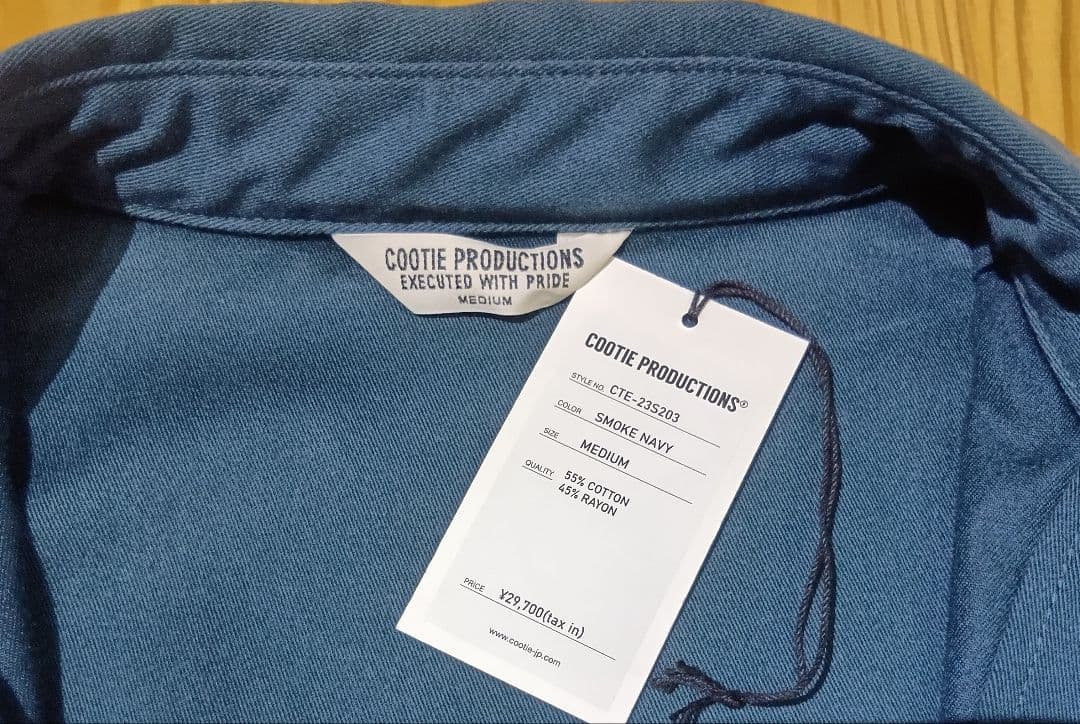 COOTIE PRODUCTIONS
EXECUTED WITH PRIDE
MEDIUM
COOTIE PRODUCTIONS®
STYLE NO. CTE-23S203
COLOR SMOKE NAVY
SIZE MEDIUM
QUALITY 55% COTTON
45% RAYON
PRICE ¥29,700(tax in)
www.cootie-jp.com